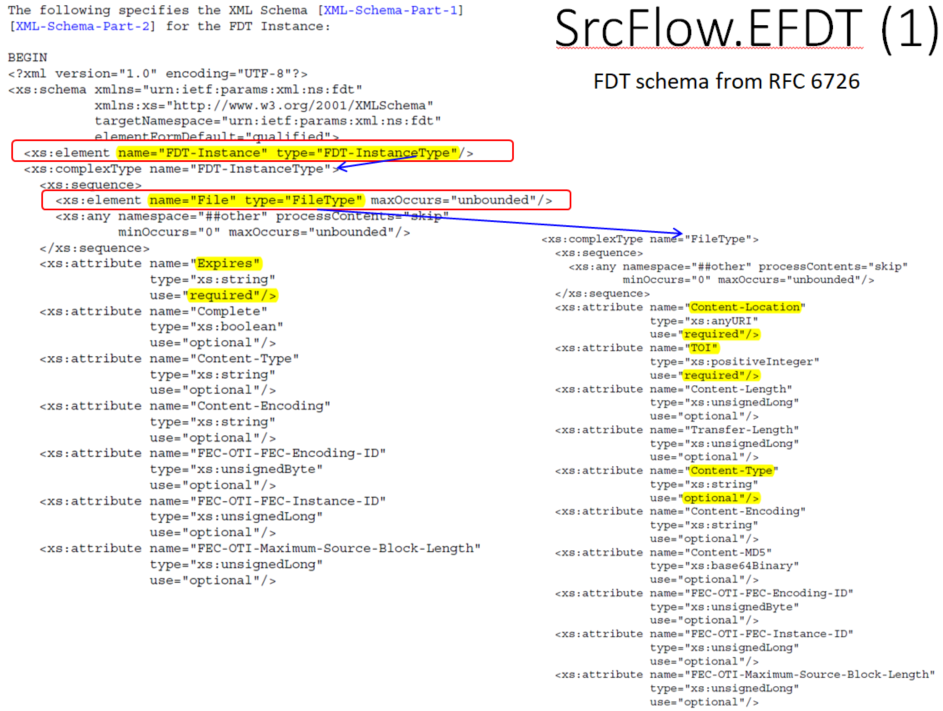 The following specifies the XML Schema [XML-Schema-Part-1]
[XML-Schema-Part-2] for the FDT Instance:
SrcFlow.EFDT (1)
FDT schema from RFC 6726
BEGIN
<?xml version="1.0" encoding="UTF-8"?>
<xs:schema xmlns="urn:ietf:params:xml:ns:fdt"
xmlns:xs="http://www.w3.org/2001/XMLSchema"
targetNamespace="urn:ietf:params:xml:ns:fdt"
elementFormDefault="qualified">
<xs:element name="FDT-Instance" type="FDT-InstanceType"/>
<xs:complexType name="FDT-InstanceType">
<xs:sequence>
<xs:element name="File" type="FileType" maxOccurs="unbounded"/>
<xs:any namespace="##other" processContents="skip"
minOccurs="0" maxOccurs="unbounded"/>
</xs:sequence>
<xs:attribute name="Expires"
type="xs:string"
use="required"/>
<xs:attribute name="Complete"
type="xs:boolean"
use="optional"/>
<xs:attribute name="Content-Type"
type="xs:string"
use="optional"/>
<xs:attribute name="Content-Encoding"
type="xs:string"
use="optional"/>
<xs:attribute name="FEC-OTI-FEC-Encoding-ID"
type="xs:unsignedByte"
use="optional"/>
<xs:attribute name="FEC-OTI-FEC-Instance-ID"
type="xs:unsignedLong"
use="optional"/>
<xs:attribute name="FEC-OTI-Maximum-Source-Block-Length"
type="xs:unsignedLong"
use="optional"/>
<xs:complexType name="FileType">
<xs:sequence>
<xs:any namespace="##other" processContents="skip"
minOccurs="0" maxOccurs="unbounded"/>
</xs:sequence>
<xs:attribute name="Content-Location"
type="xs:anyURI"
use="required"/>
<xs:attribute name="TOI"
type="xs:positiveInteger"
use="required"/>
<xs:attribute name="Content-Length"
type="xs:unsignedLong"
use="optional"/>
<xs:attribute name="Transfer-Length"
type="xs:unsignedLong"
use="optional"/>
<xs:attribute name="Content-Type"
type="xs:string"
use="optional"/>
<xs:attribute name="Content-Encoding"
type="xs:string"
use="optional"/>
<xs:attribute name="Content-MD5"
type="xs:base64Binary"
use="optional"/>
<xs:attribute name="FEC-OTI-FEC-Encoding-ID"
type="xs:unsignedByte"
use="optional"/>
<xs:attribute name="FEC-OTI-FEC-Instance-ID"
type="xs:unsignedLong"
use="optional"/>
<xs:attribute name="FEC-OTI-Maximum-Source-Block-Length"
type="xs:unsignedLong"
use="optional"/>